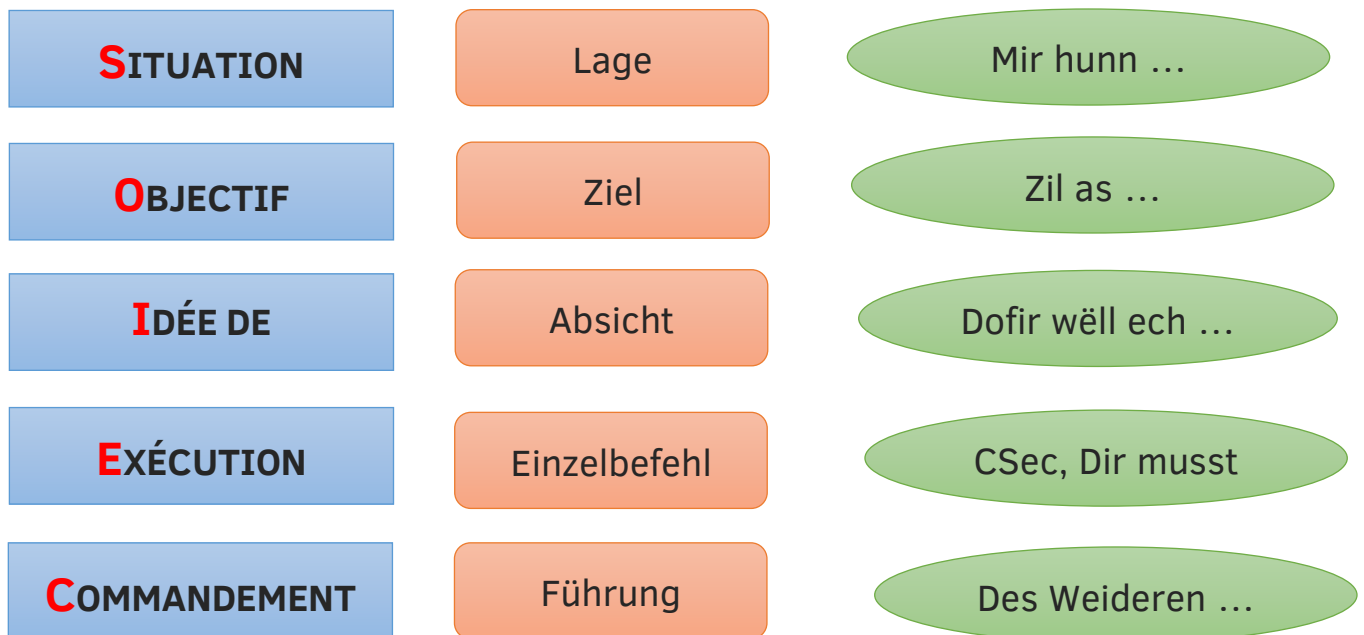 SITUATION
Lage
Mir hunn …
OBJECTIF
Ziel
Zil as …
IDÉE DE
Absicht
Dofir wëll ech …
EXÉCUTION
Einzelbefehl
CSec, Dir musst
COMMANDEMENT
Führung
Des Weideren …